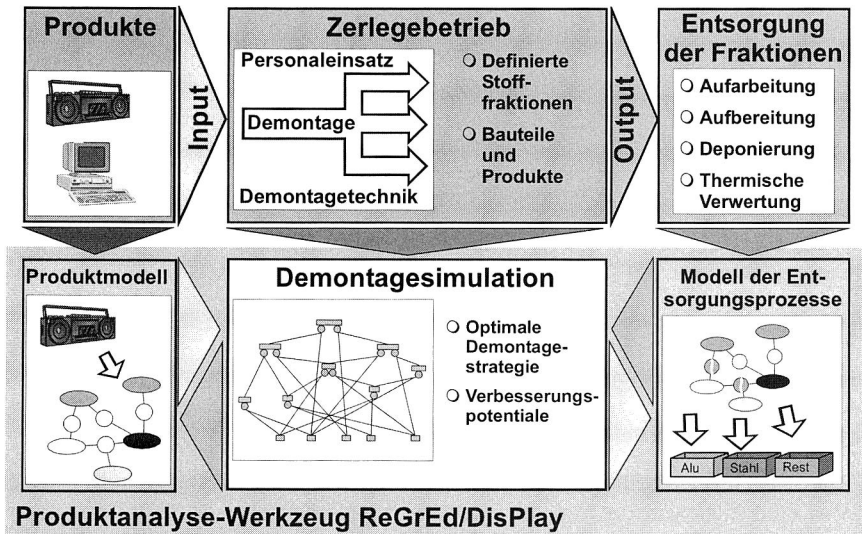 Produkte
Input
Zerlegebetrieb
Personaleinsatz
Demontage
Demontagetechnik
Definierte
Stoff-
fraktionen
Bauteile
und
Produkte
Output
Entsorgung
der Fraktionen
Aufarbeitung
Aufbereitung
Deponierung
Thermische
Verwertung
Produktmodell
Demontagesimulation
Optimale
Demontage-
strategie
Verbesserungs-
potentiale
Modell der Ent-
sorgungsprozesse
Alu
Stahl
Rest
Produktanalyse-Werkzeug ReGrEd/DisPlay